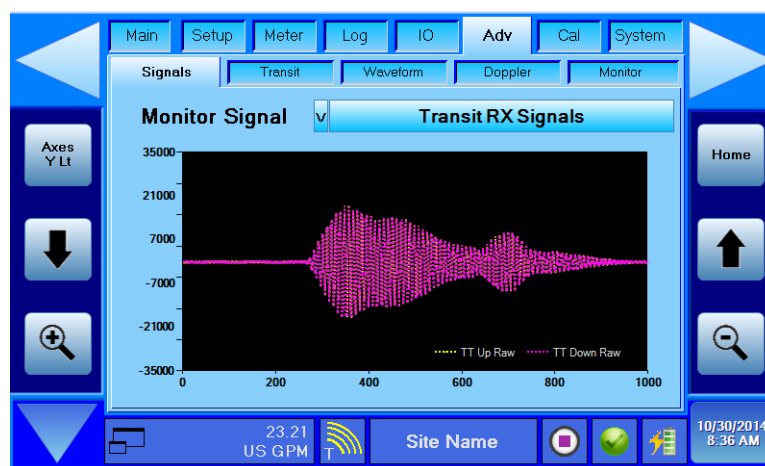 Main Setup Meter Log IO Adv Cal System
Signals Transit Waveform Doppler Monitor
Monitor Signal v Transit RX Signals
Axes
Y Lt
Home
35000
21000
7000
-7000
-21000
-35000
TT Up Raw TT Down Raw
0 200 400 600 800 1000
23.21
US GPM
T
Site Name
10/30/2014
8:36 AM